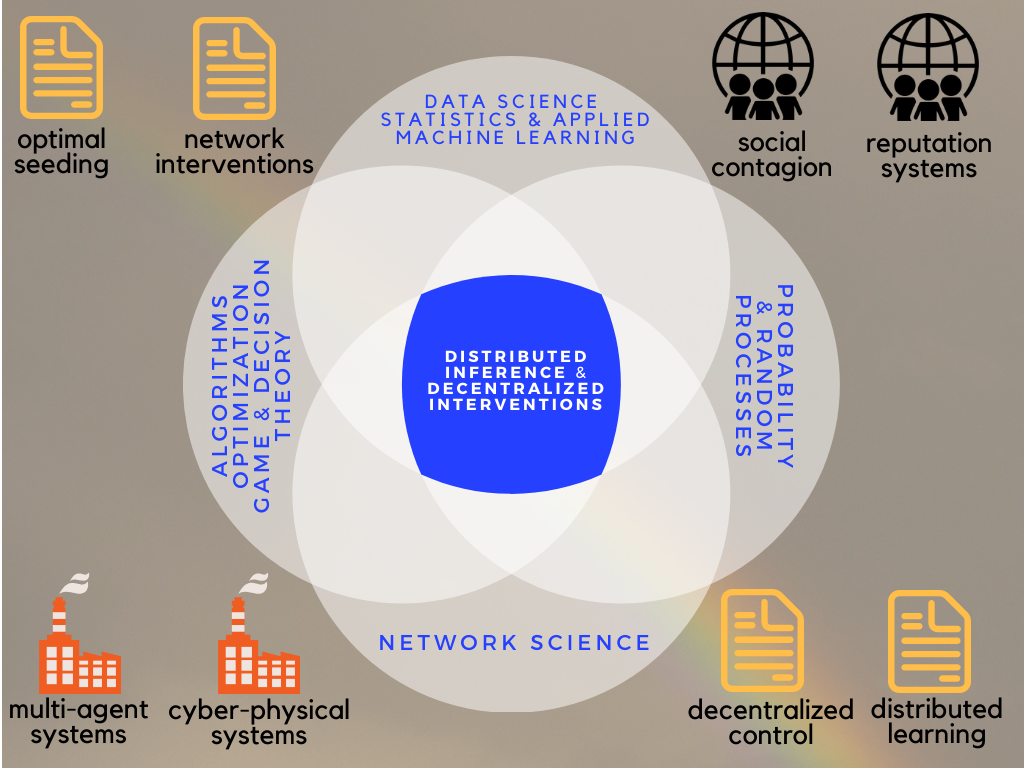 optimal
seeding
network
interventions
social
contagion
reputation
systems
DATA SCIENCE
STATISTICS & APPLIED
MACHINE LEARNING
ALGORITHMS
OPTIMIZATION
GAME & DECISION
THEORY
DISTRIBUTED
INFERENCE &
DECENTRALIZED
INTERVENTIONS
PROBABILITY
& RANDOM
PROCESSES
NETWORK SCIENCE
multi-agent
systems
cyber-physical
systems
decentralized
control
distributed
learning